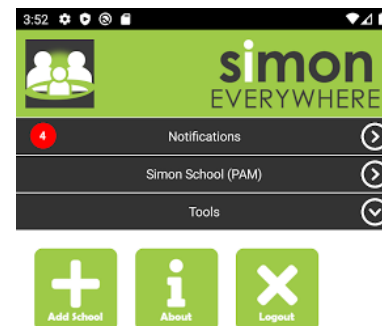 3:52
simon
EVERYWHERE
4 Notifications
Simon School (PAM)
Tools
Add School About Logout